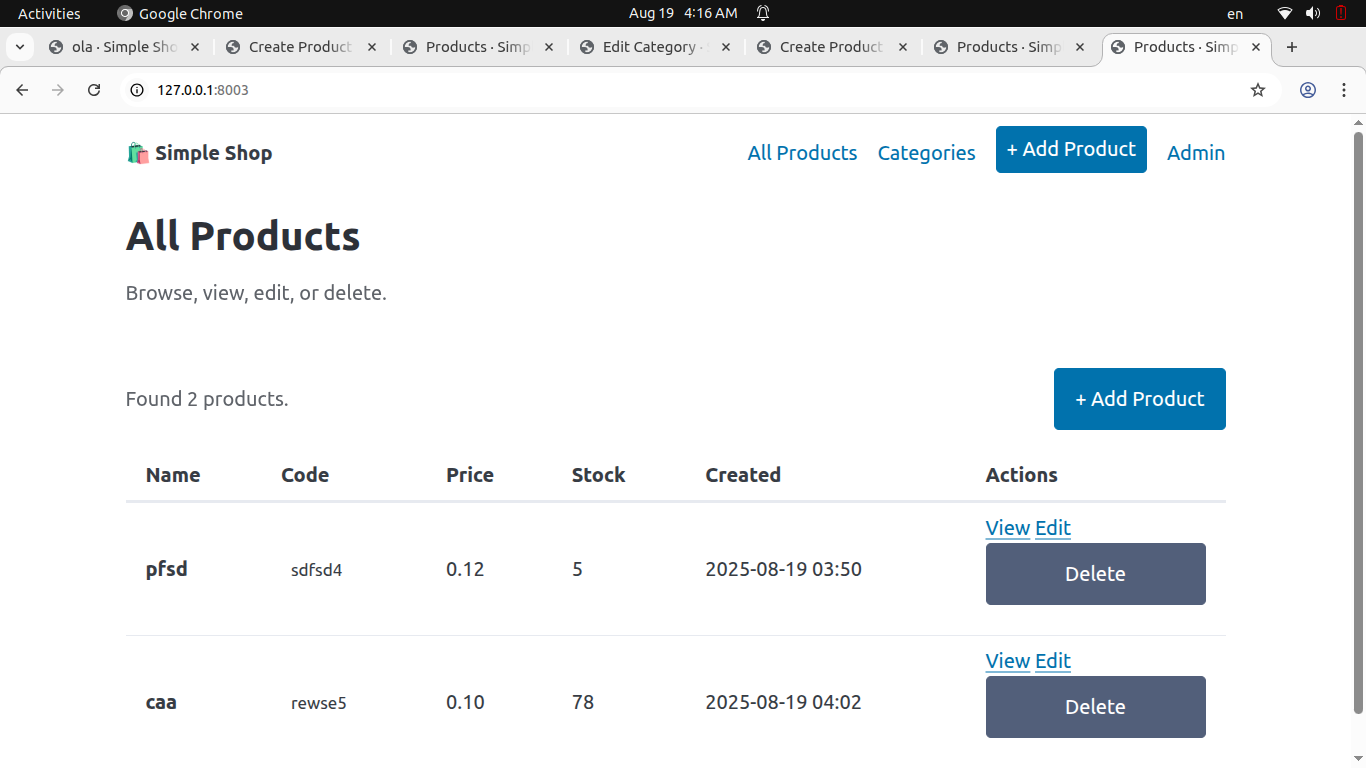 Activities Google Chrome Aug 19 4:16 AM en
ola · Simple Sho Create Product Products · Simp Edit Category · Create Product Products · Simp Products · Simp
127.0.0.1:8003
Simple Shop All Products Categories + Add Product Admin
All Products
Browse, view, edit, or delete.
Found 2 products. + Add Product
Name Code Price Stock Created Actions
View Edit
pfsd sdfsd4 0.12 5 2025-08-19 03:50 Delete
View Edit
caa rewse5 0.10 78 2025-08-19 04:02 Delete